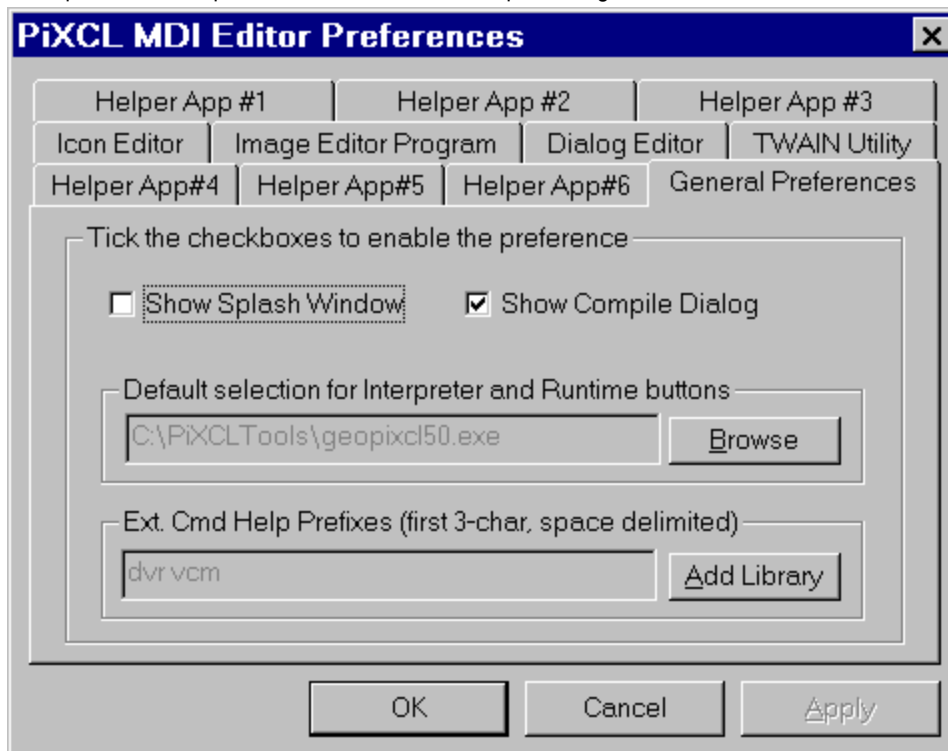 PiXCL MDI Editor Preferences
Helper App #1 Helper App #2 Helper App #3
Icon Editor Image Editor Program Dialog Editor TWAIN Utility
Helper App#4 Helper App#5 Helper App#6 General Preferences
Tick the checkboxes to enable the preference
Show Splash Window Show Compile Dialog
Default selection for Interpreter and Runtime buttons
C:\PiXCLTools\geopixcl50.exe Browse
Ext. Cmd Help Prefixes (first 3-char, space delimited)
dvr vcm Add Library
OK Cancel Apply